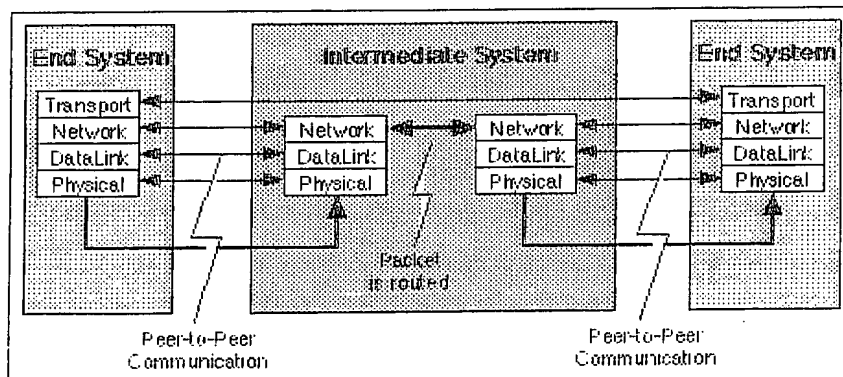 End System
Intermediate System
End System
Transport
Network
DataLink
Physical
Network
DataLink
Physical
Network
DataLink
Physical
Transport
Network
DataLink
Physical
Packet
is routed
Peer-to-Peer
Communication
Peer-to-Peer
Communication